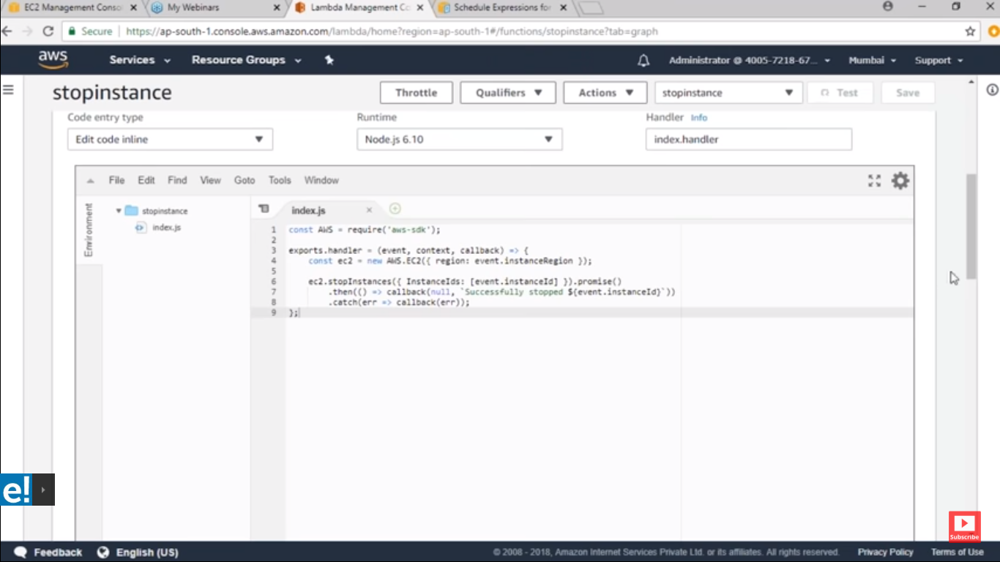 EC2 Management Conso
My Webinars
Lambda Management Co
Schedule Expressions for
Secure
https://ap-south-1.console.aws.amazon.com/lambda/home?region=ap-south-1#/functions/stopinstance?tab=graph
aws
Services
Resource Groups
Administrator @ 4005-7218-67...
Mumbai
Support
stopinstance
Throttle
Qualifiers
Actions
stopinstance
Test
Save
Code entry type
Runtime
Handler Info
Edit code inline
Node.js 6.10
index.handler
File Edit Find View Goto Tools Window
Environment
stopinstance
index.js
index.js
1 const AWS = require('aws-sdk');
2
3 exports.handler = (event, context, callback) => {
4 const ec2 = new AWS.EC2({ region: event.instanceRegion });
5
6 ec2.stopInstances({ InstanceIds: [event.instanceId] }).promise()
7 .then(() => callback(null, `Successfully stopped ${event.instanceId}`))
8 .catch(err => callback(err));
9 };
e!
Subscribe
Feedback
English (US)
© 2008 - 2018, Amazon Internet Services Private Ltd. or its affiliates. All rights reserved.
Privacy Policy
Terms of Use